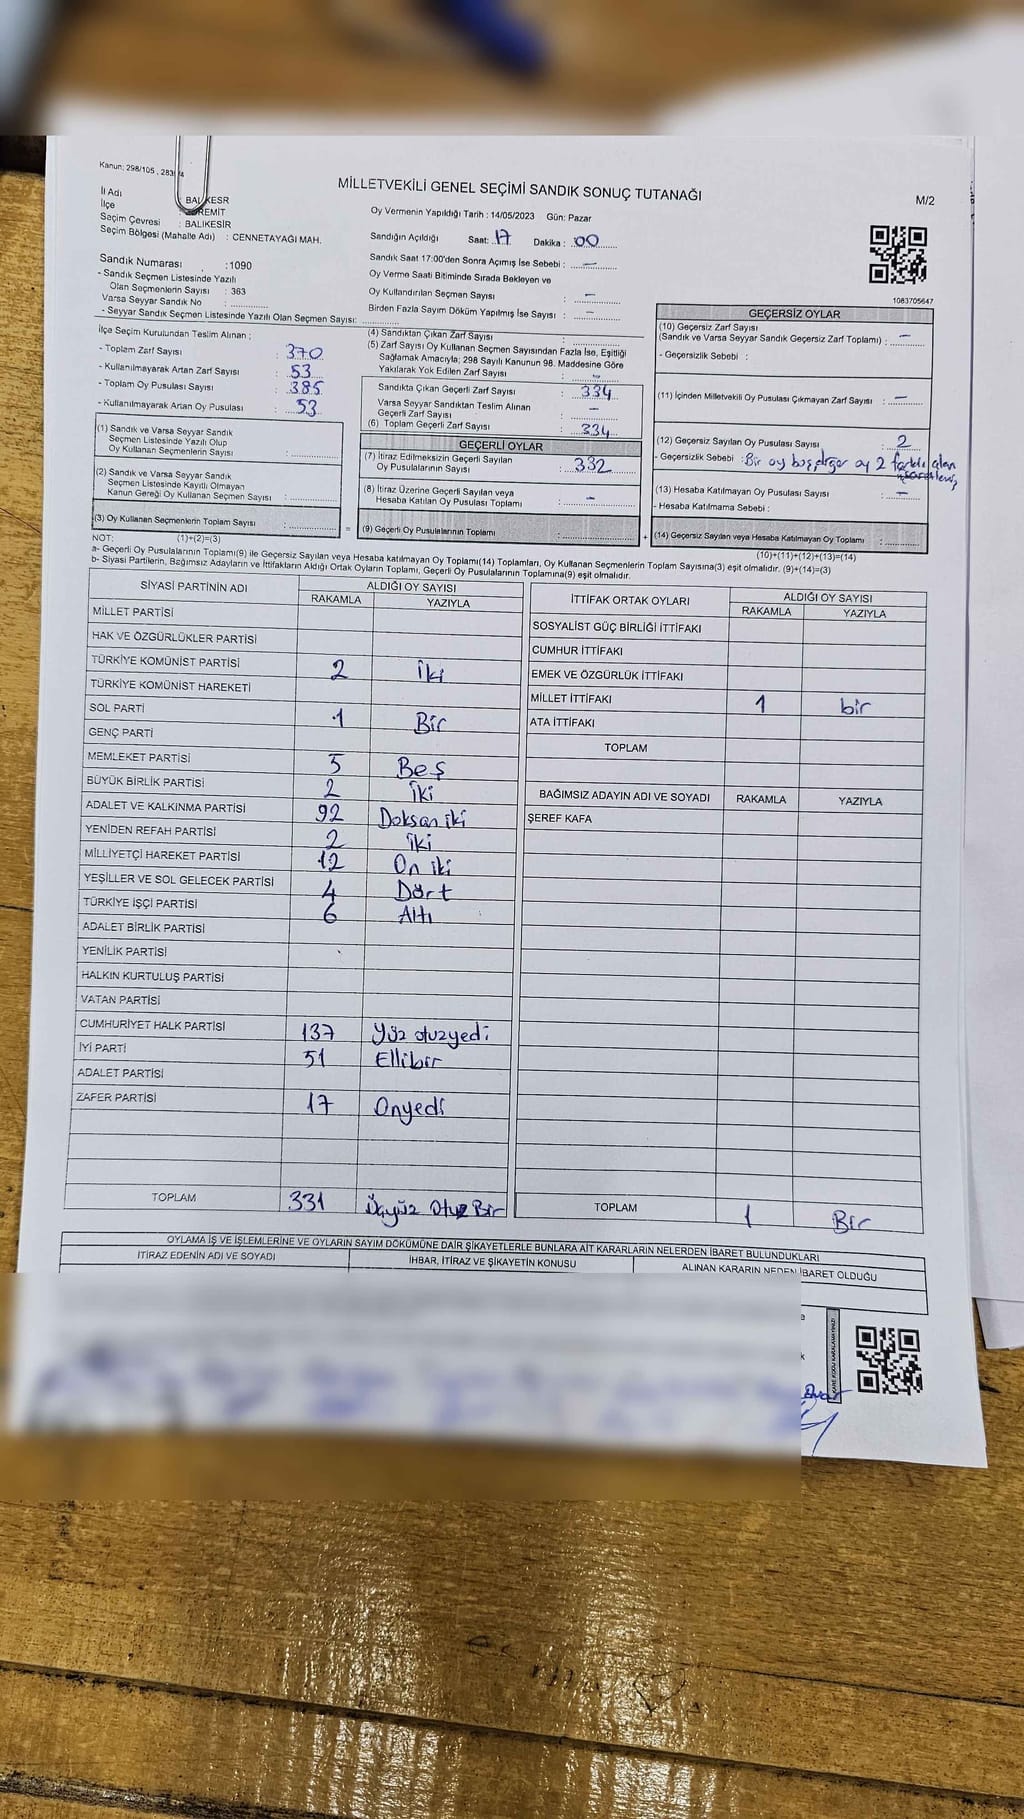 Kanun: 298/105 , 283
MİLLETVEKİLİ GENEL SEÇİMİ SANDIK SONUÇ TUTANAĞI
M/2
İl Adı : BALIKESR
İlçe : EDREMİT
Seçim Çevresi : BALIKESİR
Seçim Bölgesi (Mahalle Adı) : CENNETAYAĞI MAH.
Oy Vermenin Yapıldığı Tarih : 14/05/2023 Gün: Pazar
Sandığın Açıldığı Saat: 17 Dakika : 00
Sandık Saat 17:00'den Sonra Açımış İse Sebebi : –
Oy Verme Saati Bitiminde Sırada Bekleyen ve
Oy Kullandırılan Seçmen Sayısı : –
Birden Fazla Sayım Döküm Yapılmış İse Sayısı : –
1083705647
Sandık Numarası :1090
- Sandık Seçmen Listesinde Yazılı
Olan Seçmenlerin Sayısı : 363
Varsa Seyyar Sandık No :
- Seyyar Sandık Seçmen Listesinde Yazılı Olan Seçmen Sayısı:
İlçe Seçim Kurulundan Teslim Alınan ;
- Toplam Zarf Sayısı : 370
- Kullanılmayarak Artan Zarf Sayısı : 53
- Toplam Oy Pusulası Sayısı : 385
- Kullanılmayarak Artan Oy Pusulası : 53
(1) Sandık ve Varsa Seyyar Sandık
Seçmen Listesinde Yazılı Olup
Oy Kullanan Seçmenlerin Sayısı :
(2) Sandık ve Varsa Seyyar Sandık
Seçmen Listesinde Kayıtlı Olmayan
Kanun Gereği Oy Kullanan Seçmen Sayısı :
(3) Oy Kullanan Seçmenlerin Toplam Sayısı :
(4) Sandıktan Çıkan Zarf Sayısı :
(5) Zarf Sayısı Oy Kullanan Seçmen Sayısından Fazla İse, Eşitliği
Sağlamak Amacıyla; 298 Sayılı Kanunun 98. Maddesine Göre
Yakılarak Yok Edilen Zarf Sayısı : –
Sandıkta Çıkan Geçerli Zarf Sayısı : 334
Varsa Seyyar Sandıktan Teslim Alınan
Geçerli Zarf Sayısı : –
(6) Toplam Geçerli Zarf Sayısı : 334
GEÇERLİ OYLAR
(7) İtiraz Edilmeksizin Geçerli Sayılan
Oy Pusulalarının Sayısı : 332
(8) İtiraz Üzerine Geçerli Sayılan veya
Hesaba Katılan Oy Pusulaları Toplamı : –
= (9) Geçerli Oy Pusulalarının Toplamı :
GEÇERSİZ OYLAR
(10) Geçersiz Zarf Sayısı
(Sandık ve Varsa Seyyar Sandık Geçersiz Zarf Toplamı) : –
- Geçersizlik Sebebi :
(11) İçinden Milletvekili Oy Pusulası Çıkmayan Zarf Sayısı : –
(12) Geçersiz Sayılan Oy Pusulası Sayısı : 2
- Geçersizlik Sebebi : Bir oy boş diğer oy 2 farklı alan
(13) Hesaba Katılmayan Oy Pusulası Sayısı : –
- Hesaba Katılmama Sebebi :
+ (14) Geçersiz Sayılan veya Hesaba Katılmayan Oy Toplamı :
NOT: (1)+(2)=(3)
(10)+(11)+(12)+(13)=(14)
a- Geçerli Oy Pusulalarının Toplamı(9) ile Geçersiz Sayılan veya Hesaba katılmayan Oy Toplamı(14) Toplamları, Oy Kullanan Seçmenlerin Toplam Sayısına(3) eşit olmalıdır. (9)+(14)=(3)
b- Siyasi Partilerin, Bağımsız Adayların ve İttifakların Aldığı Ortak Oyların Toplamı, Geçerli Oy Pusulalarının Toplamına(9) eşit olmalıdır.
SİYASİ PARTİNİN ADI ALDIĞI OY SAYISI
RAKAMLA YAZIYLA
MİLLET PARTİSİ
HAK VE ÖZGÜRLÜKLER PARTİSİ
TÜRKİYE KOMÜNİST PARTİSİ 2 İki
TÜRKİYE KOMÜNİST HAREKETİ
SOL PARTİ 1 Bir
GENÇ PARTİ
MEMLEKET PARTİSİ 5 Beş
BÜYÜK BİRLİK PARTİSİ 2 İki
ADALET VE KALKINMA PARTİSİ 92 Doksan iki
YENİDEN REFAH PARTİSİ 2 iki
MİLLİYETÇİ HAREKET PARTİSİ 12 On iki
YEŞİLLER VE SOL GELECEK PARTİSİ 4 Dört
TÜRKİYE İŞÇİ PARTİSİ 6 Altı
ADALET BİRLİK PARTİSİ
YENİLİK PARTİSİ
HALKIN KURTULUŞ PARTİSİ
VATAN PARTİSİ
CUMHURİYET HALK PARTİSİ 137 Yüz otuzyedi
İYİ PARTİ 51 Ellibir
ADALET PARTİSİ
ZAFER PARTİSİ 17 Onyedi
TOPLAM 331 Üçyüz Otuz Bir
İTTİFAK ORTAK OYLARI ALDIĞI OY SAYISI
RAKAMLA YAZIYLA
SOSYALİST GÜÇ BİRLİĞİ İTTİFAKI
CUMHUR İTTİFAKI
EMEK VE ÖZGÜRLÜK İTTİFAKI
MİLLET İTTİFAKI 1 bir
ATA İTTİFAKI
TOPLAM
BAĞIMSIZ ADAYIN ADI VE SOYADI RAKAMLA YAZIYLA
ŞEREF KAFA
TOPLAM 1 Bir
OYLAMA İŞ VE İŞLEMLERİNE VE OYLARIN SAYIM DÖKÜMÜNE DAİR ŞİKAYETLERLE BUNLARA AİT KARARLARIN NELERDEN İBARET BULUNDUKLARI
İTİRAZ EDENİN ADI VE SOYADI İHBAR, İTİRAZ VE ŞİKAYETİN KONUSU ALINAN KARARIN NEDEN İBARET OLDUĞU